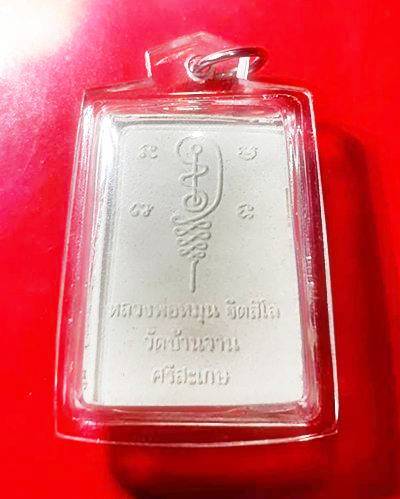 หลวงพ่อหมุน ฐิตสีโล
วัดบ้านจาน
ศรีสะเกษ